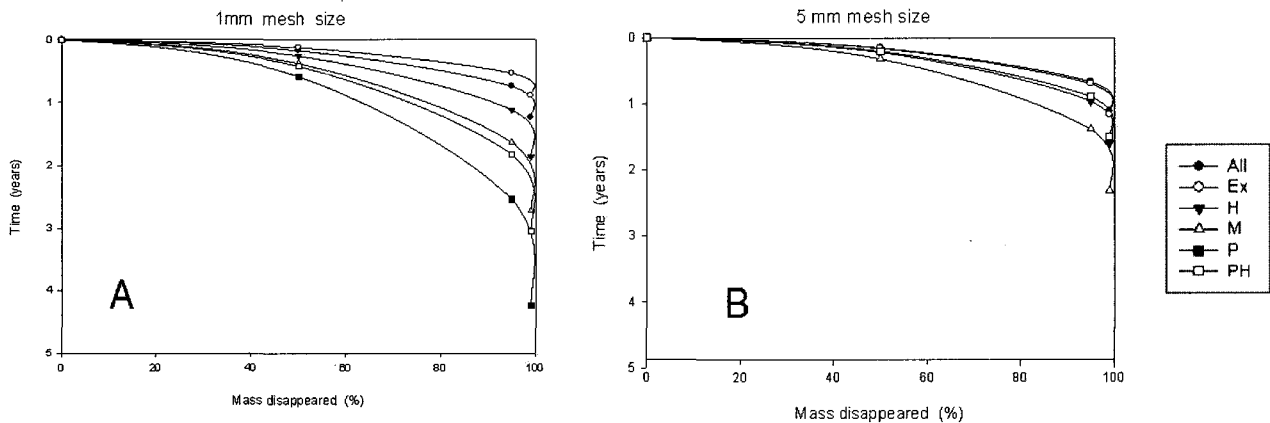 1mm mesh size
0
1
2
3
4
5
Time (years)
A
0 20 40 60 80 100
Mass disappeared (%)
5 mm mesh size
0
1
2
3
4
5
Time (years)
B
0 20 40 60 80 100
Mass disappeared (%)
All
Ex
H
M
P
PH